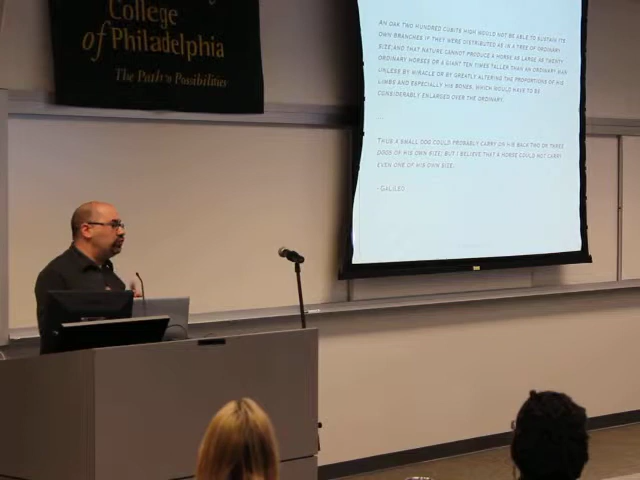 College
of Philadelphia
The Path to Possibilities
AN OAK TWO HUNDRED CUBITS HIGH WOULD NOT BE ABLE TO SUSTAIN ITS
OWN BRANCHES IF THEY WERE DISTRIBUTED AS IN A TREE OF ORDINARY
SIZE; AND THAT NATURE CANNOT PRODUCE A HORSE AS LARGE AS TWENTY
ORDINARY HORSES OR A GIANT TEN TIMES TALLER THAN AN ORDINARY MAN
UNLESS BY MIRACLE OR BY GREATLY ALTERING THE PROPORTIONS OF HIS
LIMBS AND ESPECIALLY HIS BONES, WHICH WOULD HAVE TO BE
CONSIDERABLY ENLARGED OVER THE ORDINARY.
...
THUS A SMALL DOG COULD PROBABLY CARRY ON HIS BACK TWO OR THREE
DOGS OF HIS OWN SIZE; BUT I BELIEVE THAT A HORSE COULD NOT CARRY
EVEN ONE OF HIS OWN SIZE.
-GALILEO